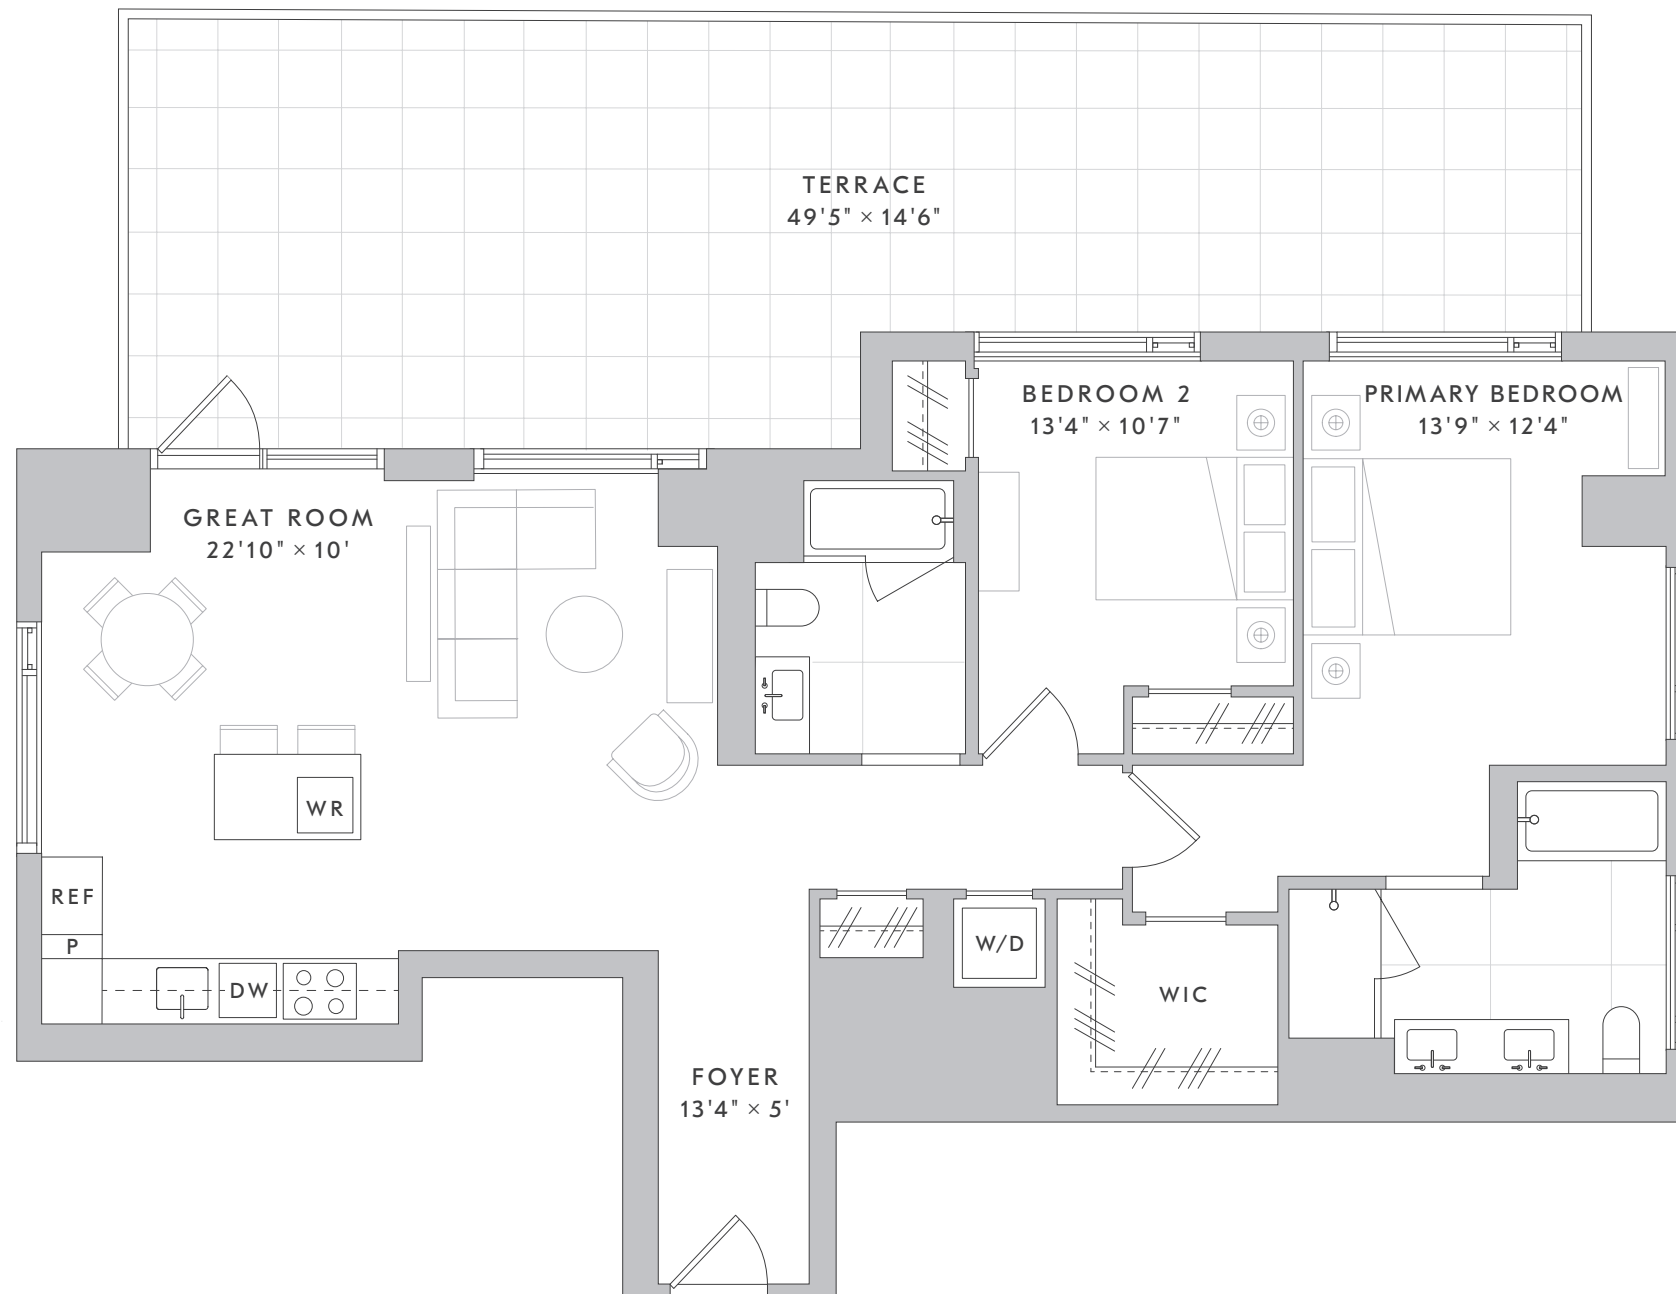 TERRACE
49'5" × 14'6"
BEDROOM 2
13'4" × 10'7"
PRIMARY BEDROOM
13'9" × 12'4"
GREAT ROOM
22'10" × 10'
WR
REF
P
DW
W/D
WIC
FOYER
13'4" × 5'